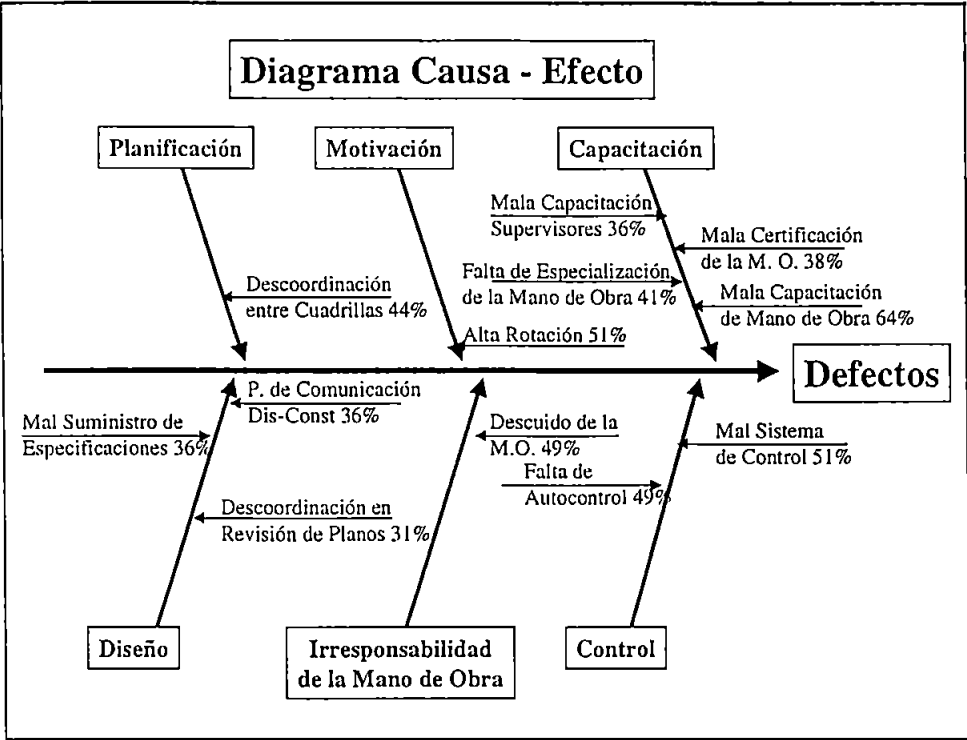 Diagrama Causa - Efecto
Planificación
Motivación
Capacitación
Mala Capacitación
Supervisores 36%
Mala Certificación
de la M. O. 38%
Falta de Especialización
de la Mano de Obra 41%
Mala Capacitación
de Mano de Obra 64%
Descoordinación
entre Cuadrillas 44%
Alta Rotación 51%
Defectos
P. de Comunicación
Dis-Const 36%
Mal Suministro de
Especificaciones 36%
Descuido de la
M.O. 49%
Mal Sistema
de Control 51%
Falta de
Autocontrol 49%
Descoordinación en
Revisión de Planos 31%
Diseño
Irresponsabilidad
de la Mano de Obra
Control